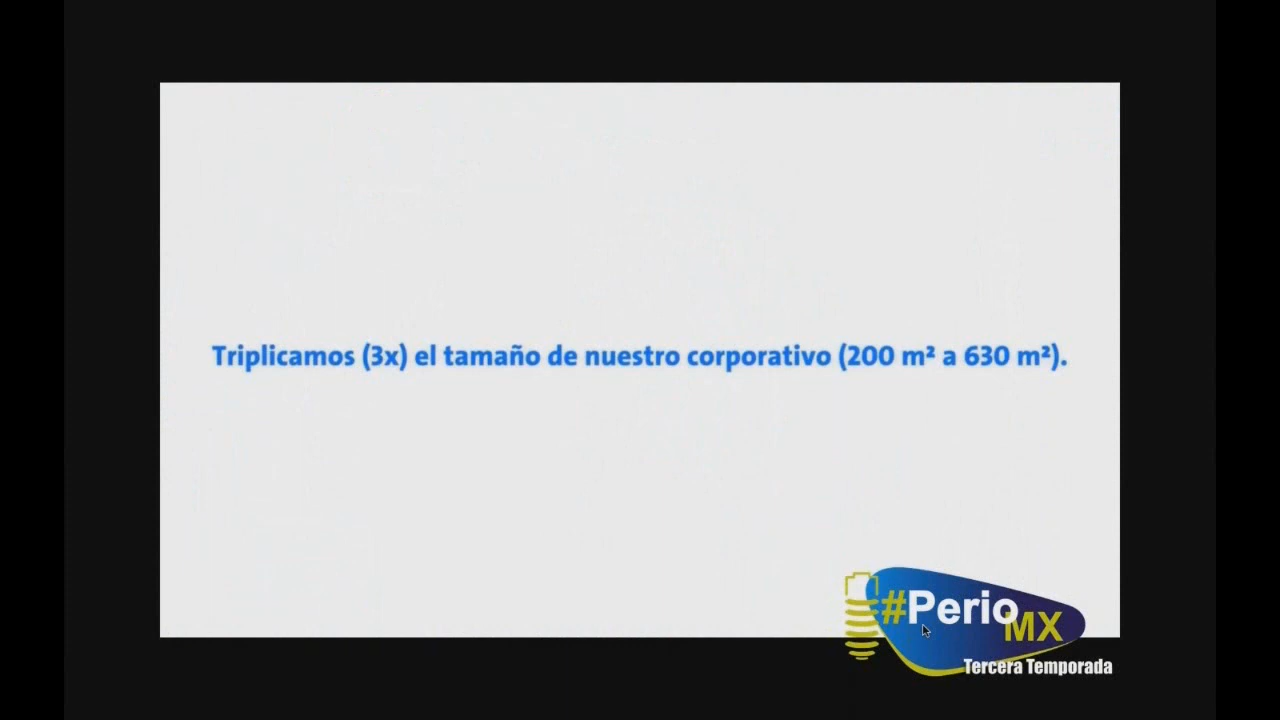 Triplicamos (3x) el tamaño de nuestro corporativo (200 m² a 630 m²).
#Perio
MX
Tercera Temporada